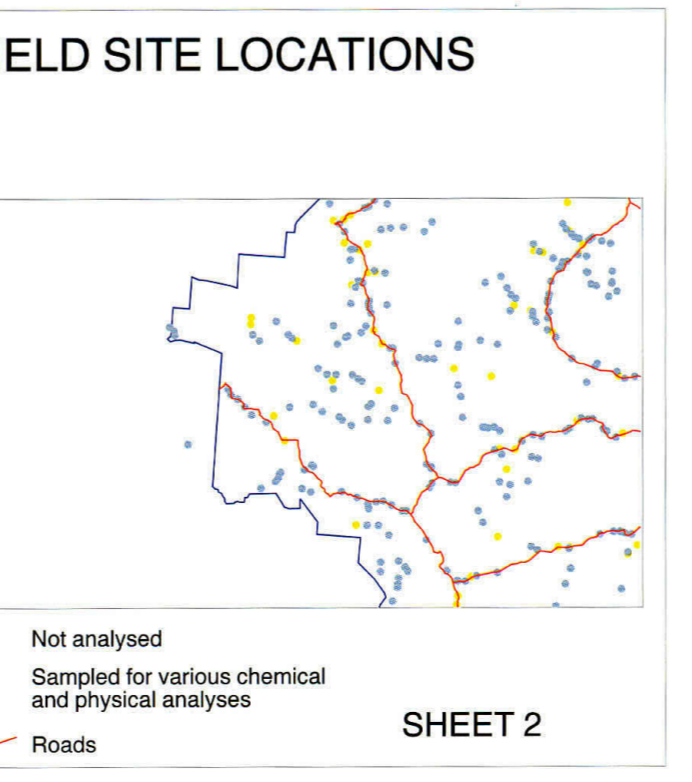 ELD SITE LOCATIONS
Not analysed
Sampled for various chemical
and physical analyses
Roads
SHEET 2